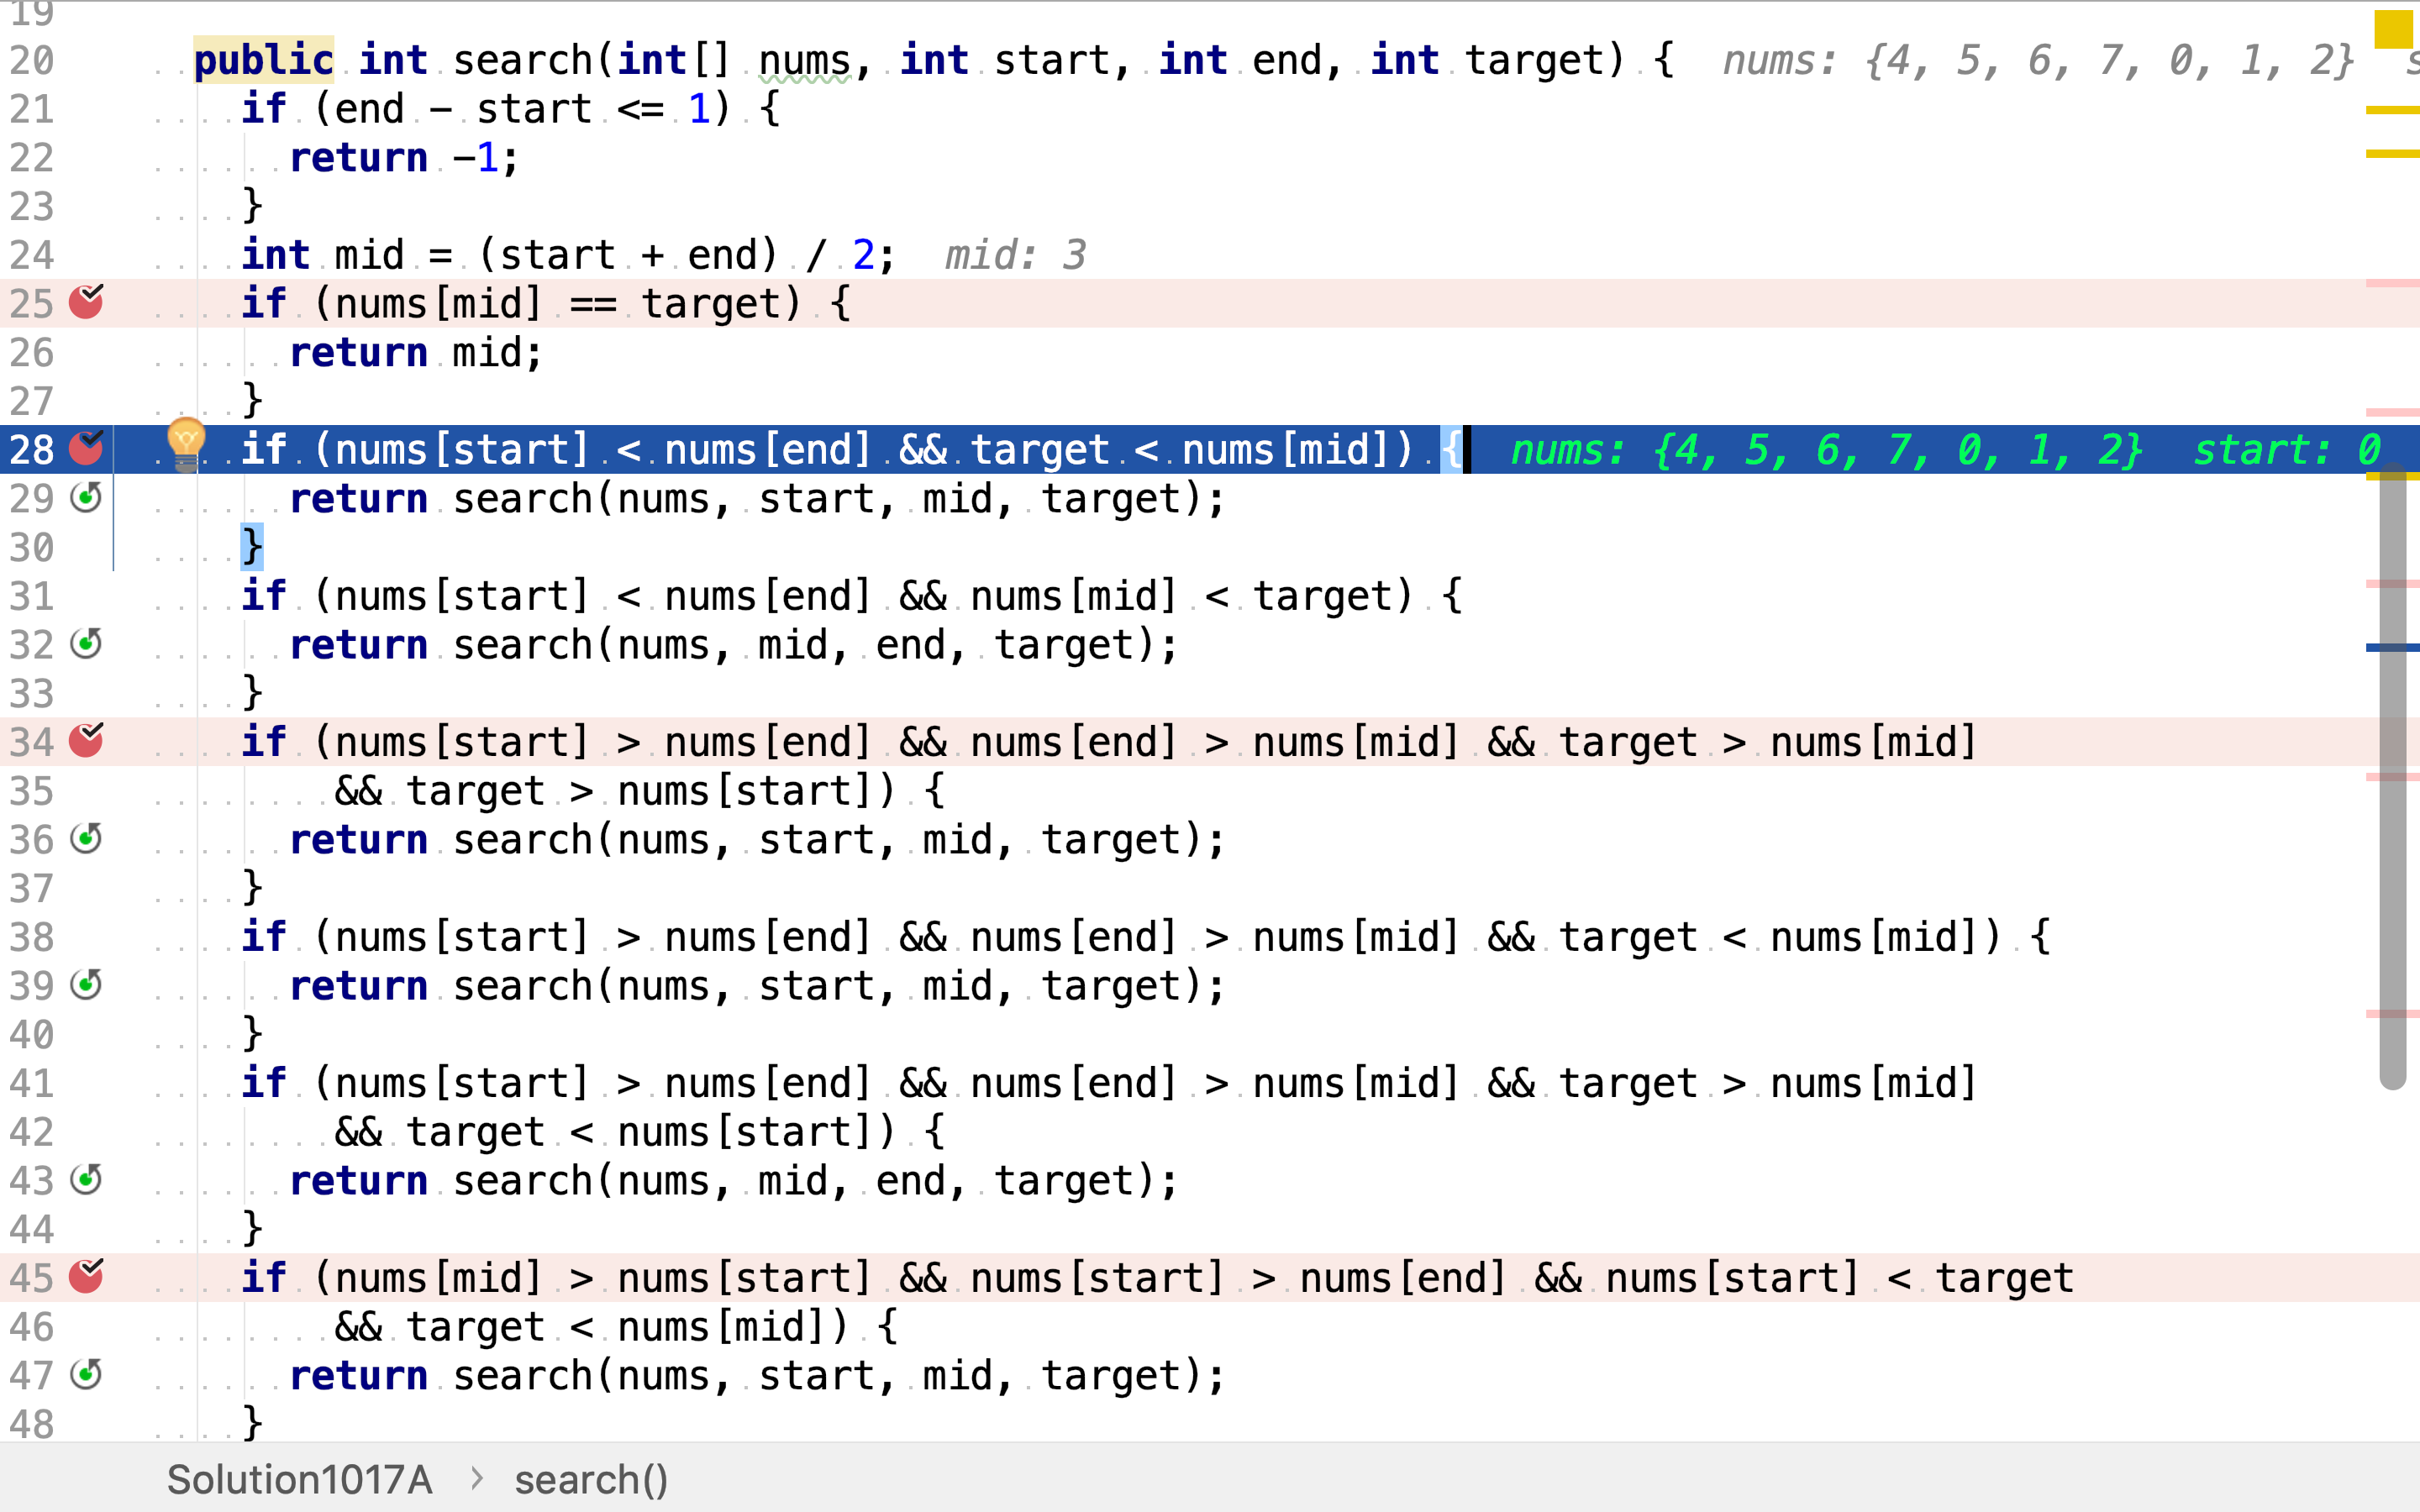 19
20 public int search(int[] nums, int start, int end, int target) { nums: {4, 5, 6, 7, 0, 1, 2}
21 if (end - start <= 1) {
22 return -1;
23 }
24 int mid = (start + end) / 2; mid: 3
25 if (nums[mid] == target) {
26 return mid;
27 }
28 if (nums[start] < nums[end] && target < nums[mid]) { nums: {4, 5, 6, 7, 0, 1, 2} start: 0
29 return search(nums, start, mid, target);
30 }
31 if (nums[start] < nums[end] && nums[mid] < target) {
32 return search(nums, mid, end, target);
33 }
34 if (nums[start] > nums[end] && nums[end] > nums[mid] && target > nums[mid]
35 && target > nums[start]) {
36 return search(nums, start, mid, target);
37 }
38 if (nums[start] > nums[end] && nums[end] > nums[mid] && target < nums[mid]) {
39 return search(nums, start, mid, target);
40 }
41 if (nums[start] > nums[end] && nums[end] > nums[mid] && target > nums[mid]
42 && target < nums[start]) {
43 return search(nums, mid, end, target);
44 }
45 if (nums[mid] > nums[start] && nums[start] > nums[end] && nums[start] < target
46 && target < nums[mid]) {
47 return search(nums, start, mid, target);
48 }
Solution1017A › search()